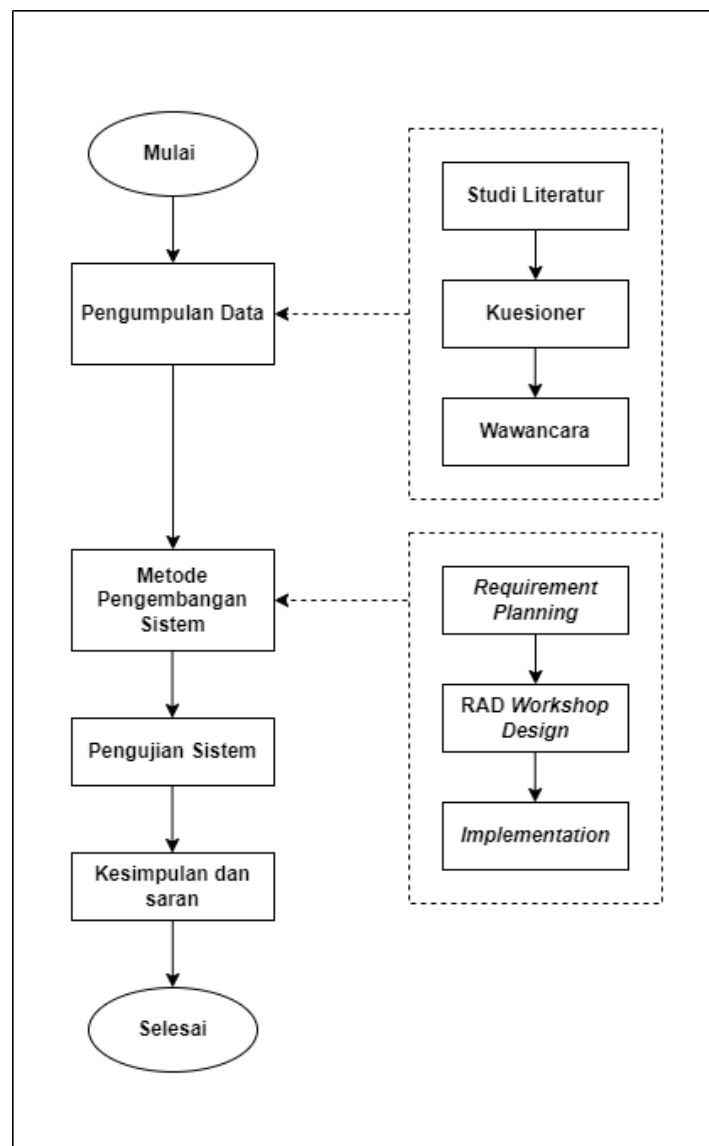 Mulai
Pengumpulan Data
Studi Literatur
Kuesioner
Wawancara
Metode
Pengembangan
Sistem
Requirement
Planning
RAD Workshop
Design
Implementation
Pengujian Sistem
Kesimpulan dan
saran
Selesai